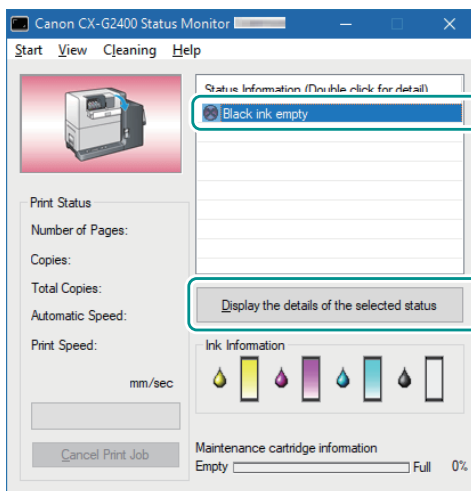 Canon CX-G2400 Status Monitor
Start View Cleaning Help
Status Information (Double click for detail)
Black ink empty
Print Status
Number of Pages:
Copies:
Total Copies:
Automatic Speed:
Print Speed:
mm/sec
Cancel Print Job
Display the details of the selected status
Ink Information
Maintenance cartridge information
Empty Full 0%